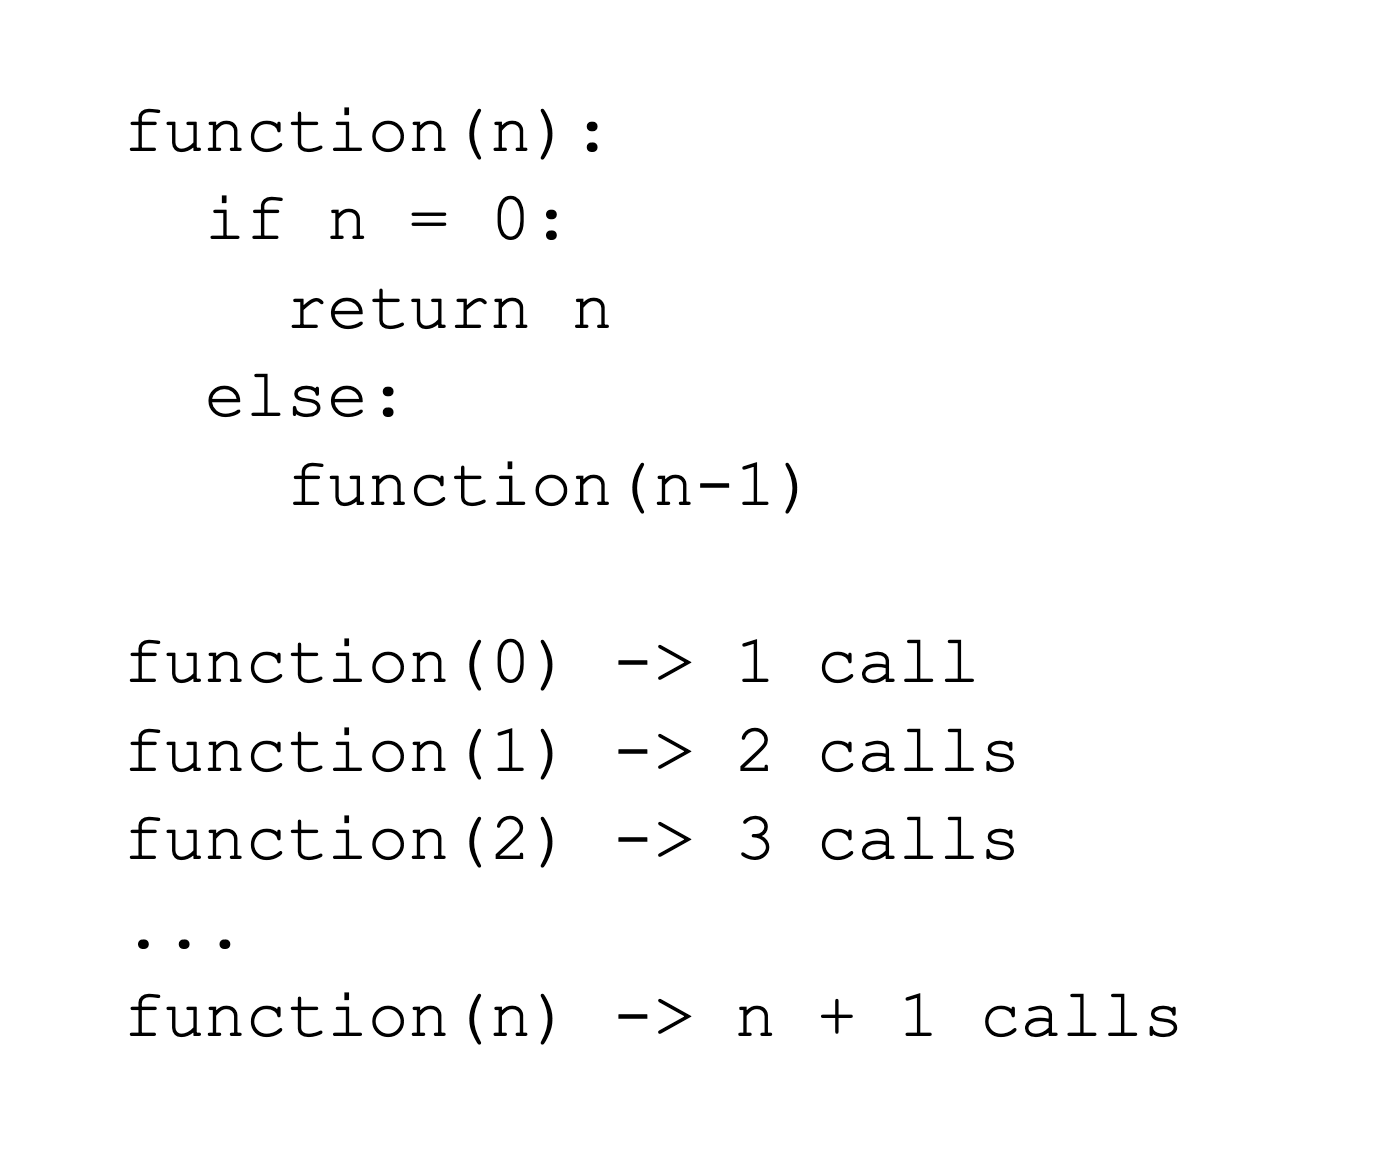 function(n):
  if n = 0:
    return n
  else:
    function(n-1)

function(0) -> 1 call
function(1) -> 2 calls
function(2) -> 3 calls
...
function(n) -> n + 1 calls